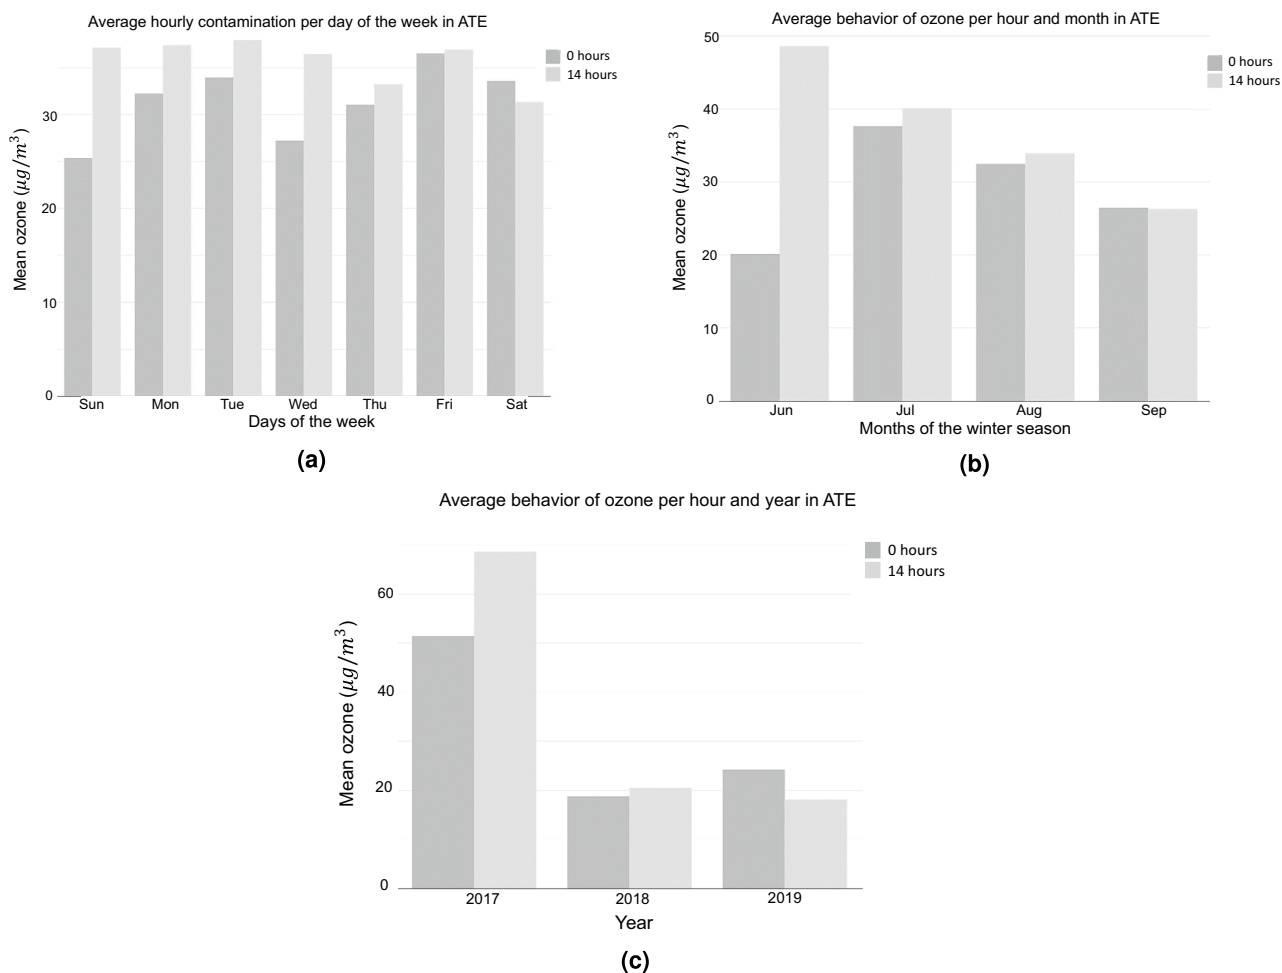 Average hourly contamination per day of the week in ATE
0 hours
14 hours
Mean ozone (μg/m³)
30
20
10
0
Sun Mon Tue Wed Thu Fri Sat
Days of the week
(a)
Average behavior of ozone per hour and month in ATE
0 hours
14 hours
Mean ozone (μg/m³)
50
40
30
20
10
0
Jun Jul Aug Sep
Months of the winter season
(b)
Average behavior of ozone per hour and year in ATE
0 hours
14 hours
Mean ozone (μg/m³)
60
40
20
0
2017 2018 2019
Year
(c)